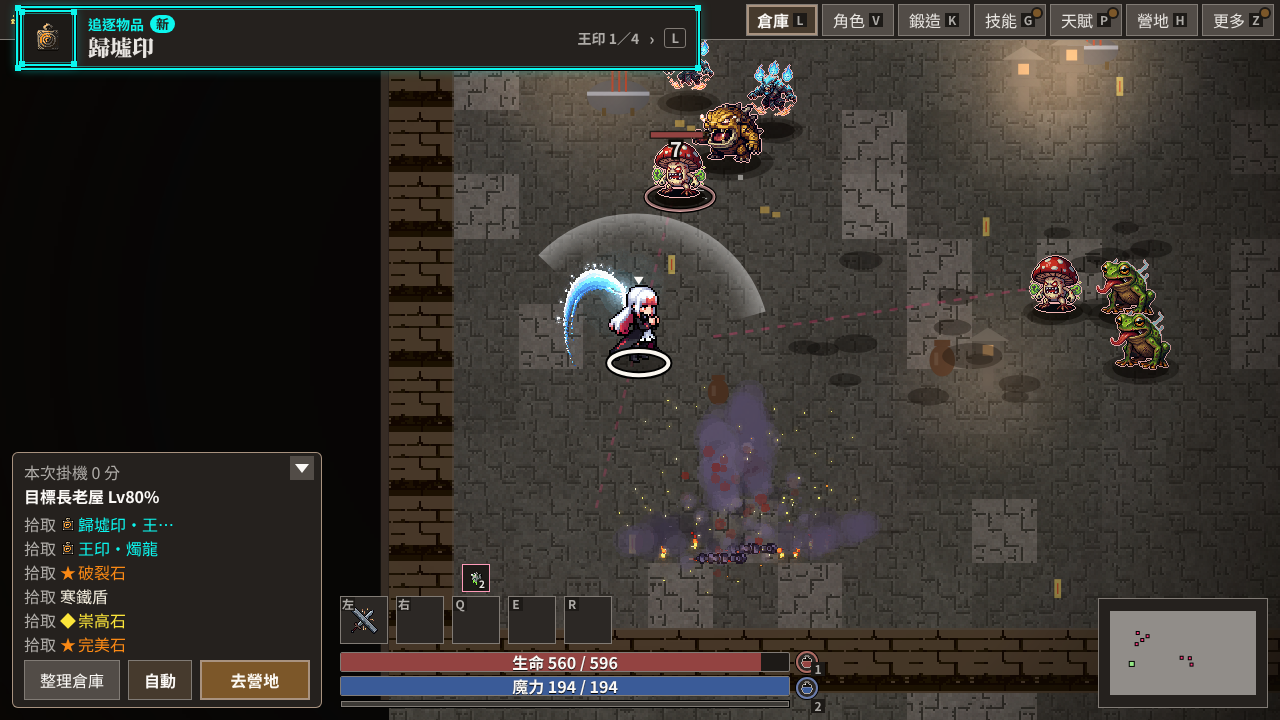 追逐物品 新
歸墟印
王印 1／4 › L
倉庫 L
角色 V
鍛造 K
技能 G
天賦 P
營地 H
更多 Z
7
本次掛機 0 分
目標長老屋 Lv80%
拾取 歸墟印・王…
拾取 王印・燭龍
拾取 ★破裂石
拾取 寒鐵盾
拾取 ◆崇高石
拾取 ★完美石
整理倉庫
自動
去營地
2
左
右
Q
E
R
生命 560 / 596
1
魔力 194 / 194
2